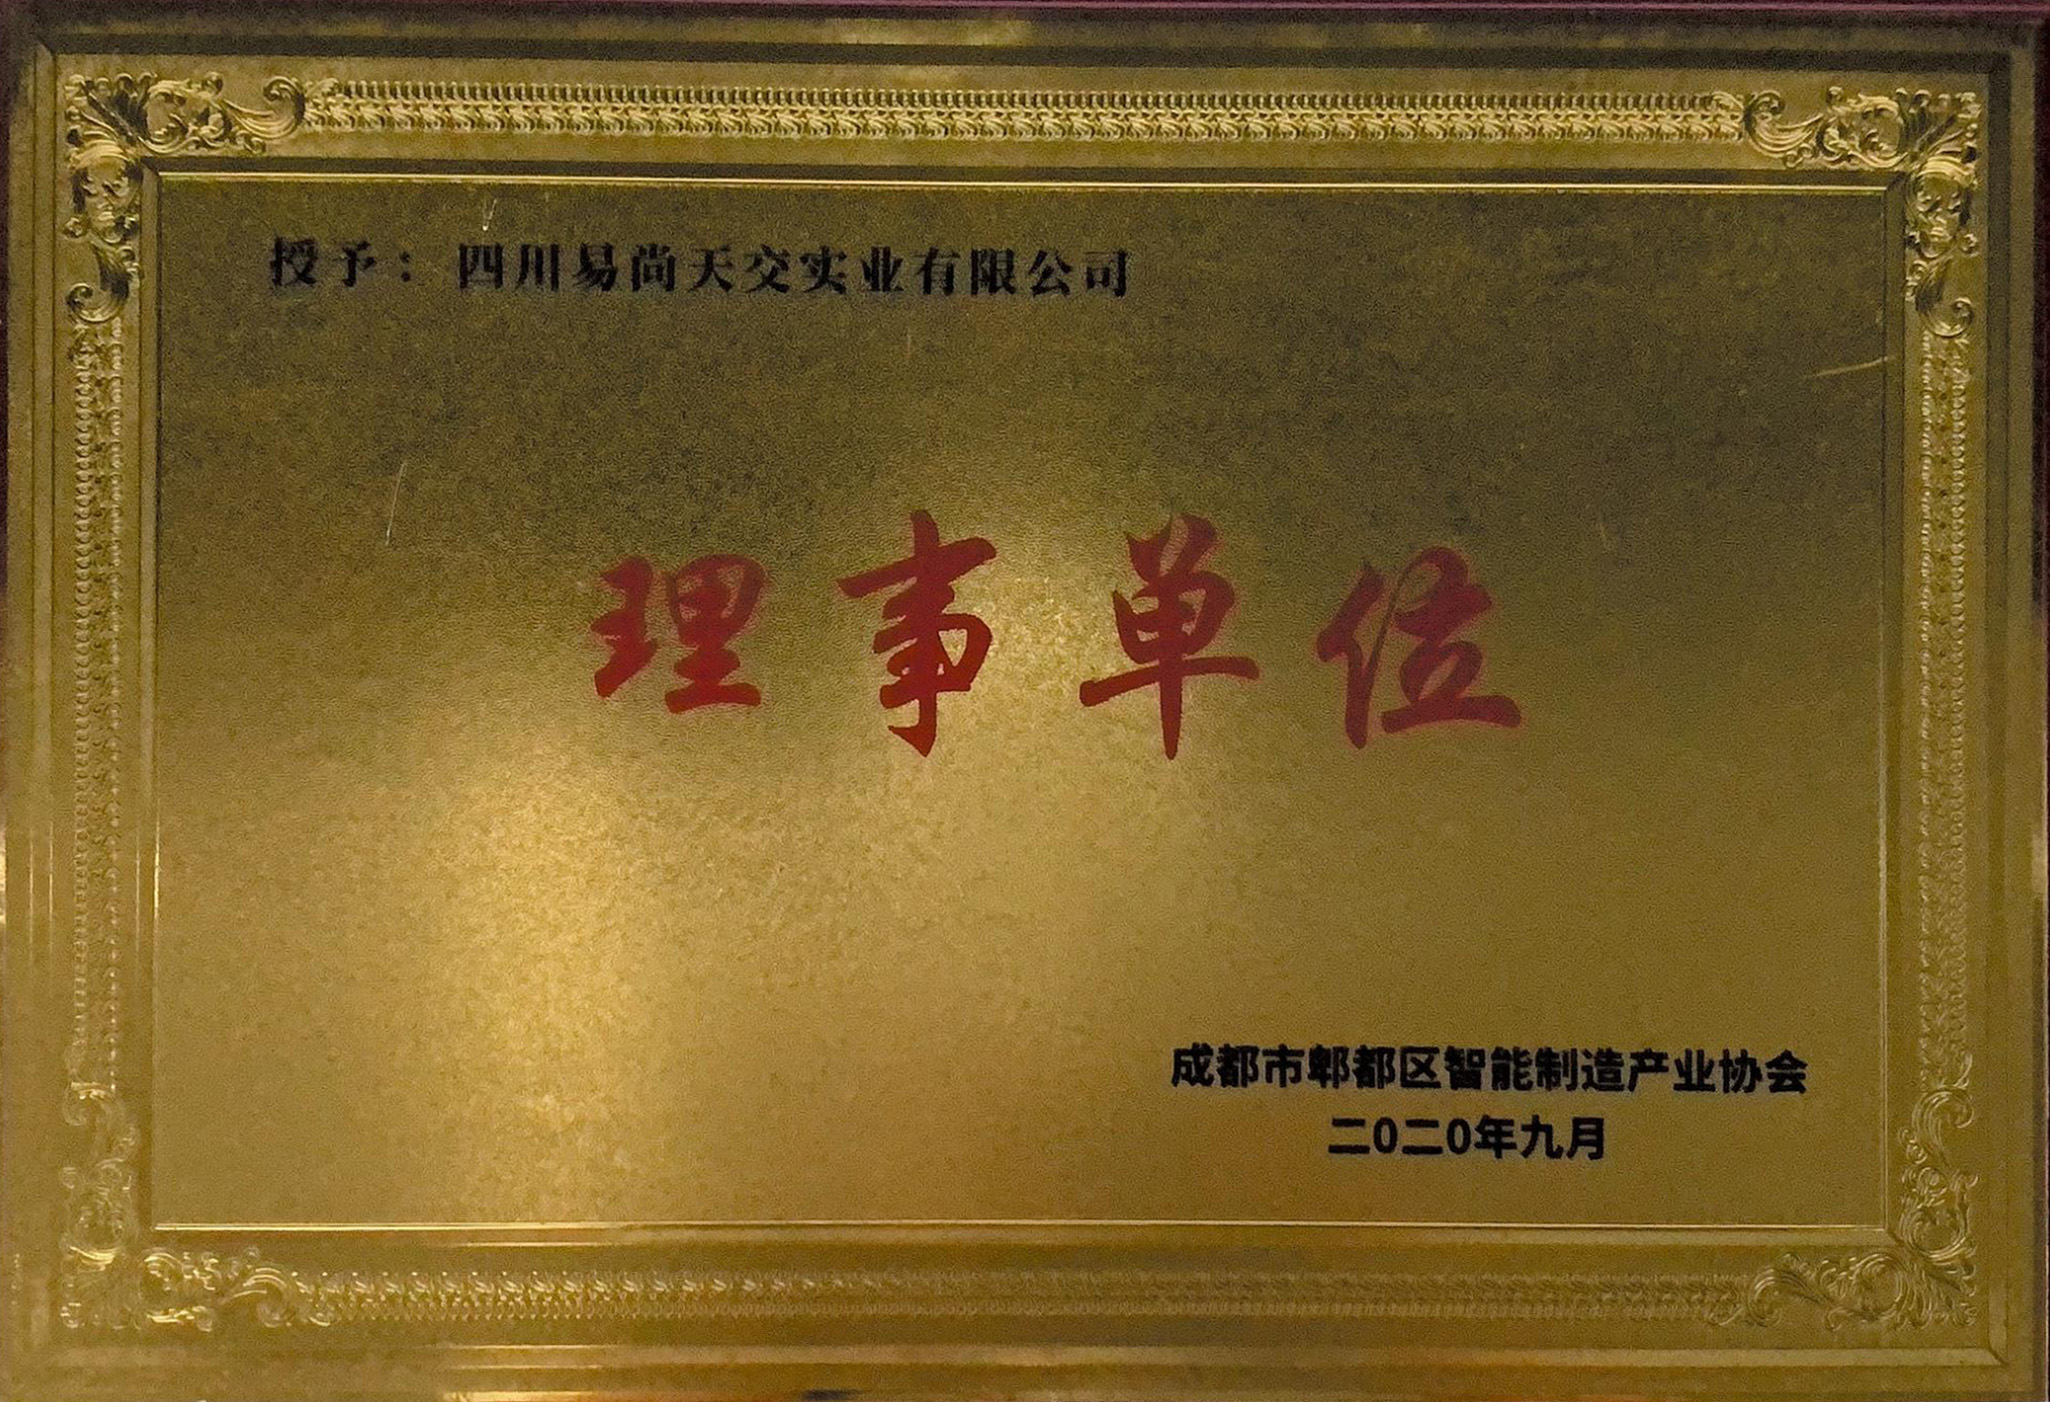 授予：四川易尚天交实业有限公司
理事单位
成都市郫都区智能制造产业协会
二0二0年九月